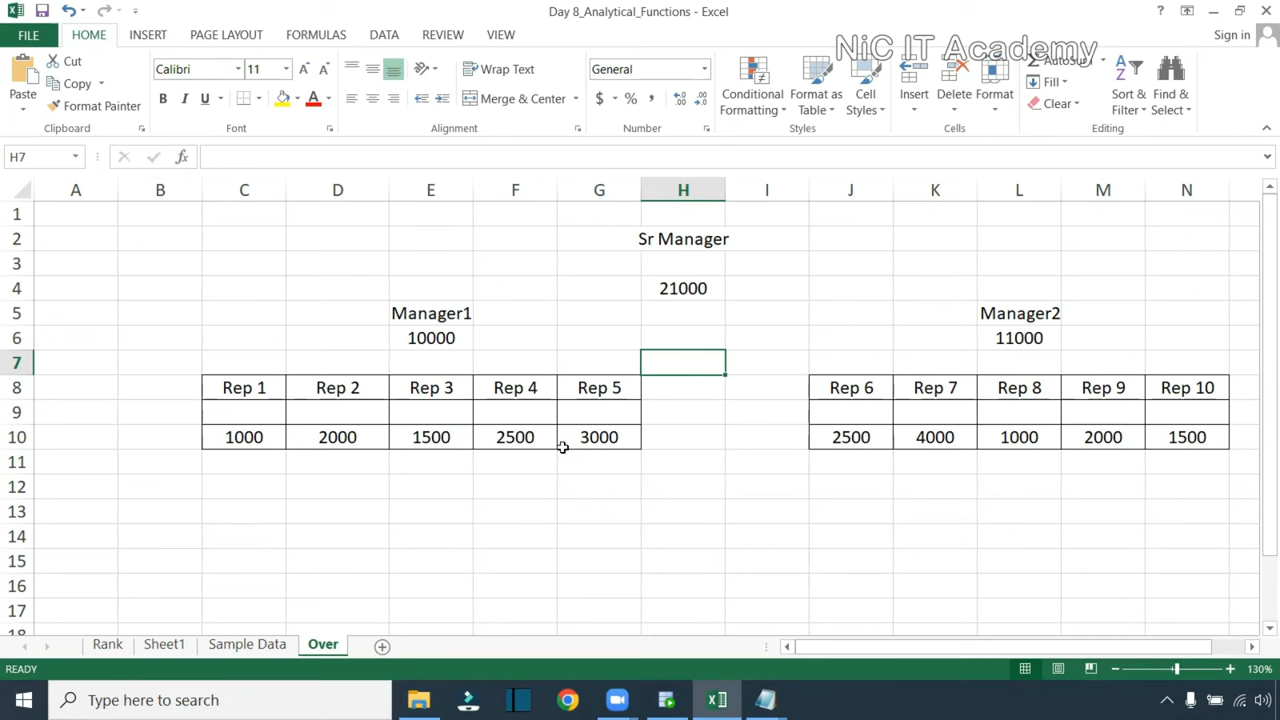 Day 8_Analytical_Functions - Excel
?
FILE HOME INSERT PAGE LAYOUT FORMULAS DATA REVIEW VIEW Sign in
NiC IT Academy
Paste
Cut
Copy
Format Painter
Clipboard
Calibri 11
B I U
Font
Wrap Text
Merge & Center
Alignment
General
$ % ,
Number
Conditional Formatting
Format as Table
Cell Styles
Styles
Insert Delete Format
Cells
AutoSum
Fill
Clear
Sort & Filter
Find & Select
Editing
H7
A B C D E F G H I J K L M N
1
2 Sr Manager
3
4 21000
5 Manager1 Manager2
6 10000 11000
7
8 Rep 1 Rep 2 Rep 3 Rep 4 Rep 5 Rep 6 Rep 7 Rep 8 Rep 9 Rep 10
9
10 1000 2000 1500 2500 3000 2500 4000 1000 2000 1500
11
12
13
14
15
16
17
18
Rank Sheet1 Sample Data Over
READY 130%
Type here to search